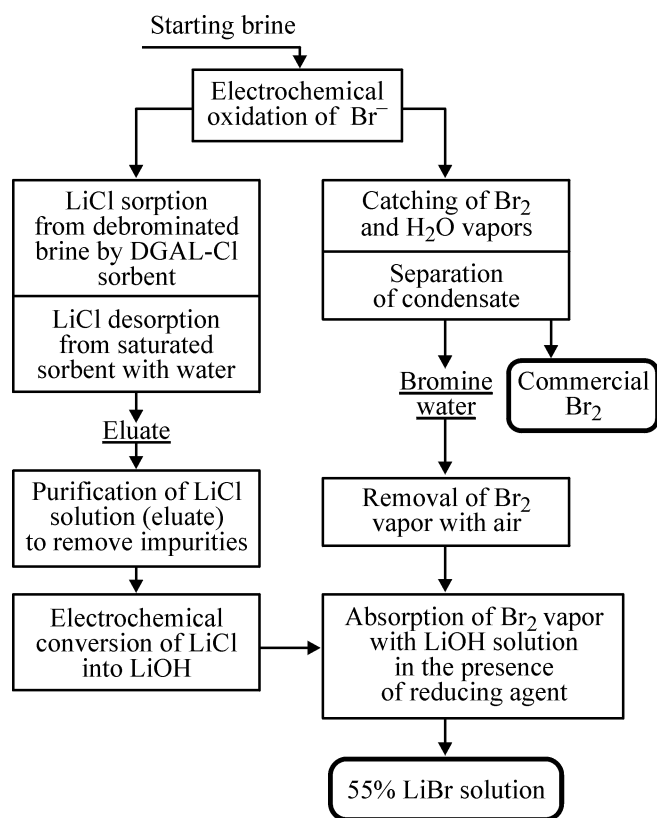 Starting brine
Electrochemical
oxidation of Br⁻
LiCl sorption
from debrominated
brine by DGAL-Cl
sorbent
LiCl desorption
from saturated
sorbent with water
Eluate
Purification of LiCl
solution (eluate)
to remove impurities
Electrochemical
conversion of LiCl
into LiOH
Catching of Br₂
and H₂O vapors
Separation
of condensate
Bromine
water
Commercial
Br₂
Removal of Br₂
vapor with air
Absorption of Br₂ vapor
with LiOH solution
in the presence
of reducing agent
55% LiBr solution